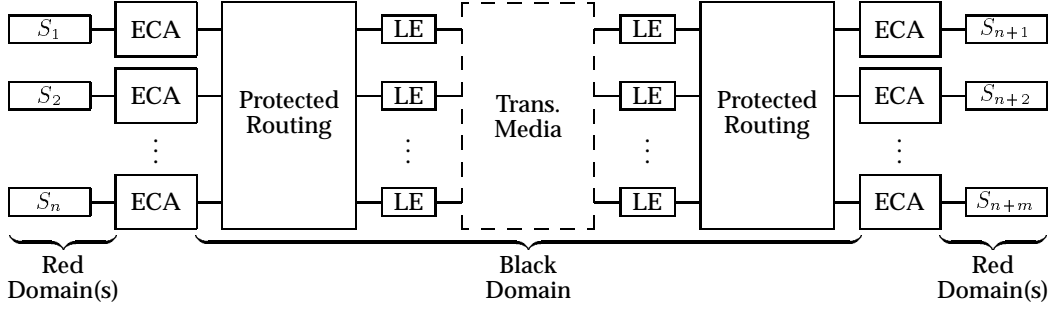 S₁ ECA LE LE ECA Sₙ₊₁
S₂ ECA Protected Routing LE Trans. Media LE Protected Routing ECA Sₙ₊₂
⋮ ⋮ ⋮ ⋮
Sₙ ECA LE LE ECA Sₙ₊ₘ
Red Domain(s)
Black Domain
Red Domain(s)